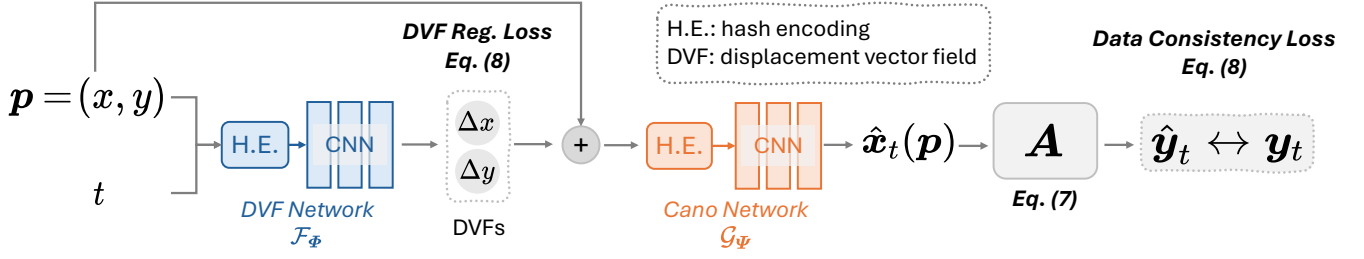 DVF Reg. Loss
Eq. (8)
H.E.: hash encoding
DVF: displacement vector field
Data Consistency Loss
Eq. (8)
p = (x, y)
t
H.E.
CNN
DVF Network
ℱ_Φ
Δx
Δy
DVFs
+
H.E.
CNN
Cano Network
𝒢_Ψ
x̂_t(p)
A
Eq. (7)
ŷ_t ↔ y_t